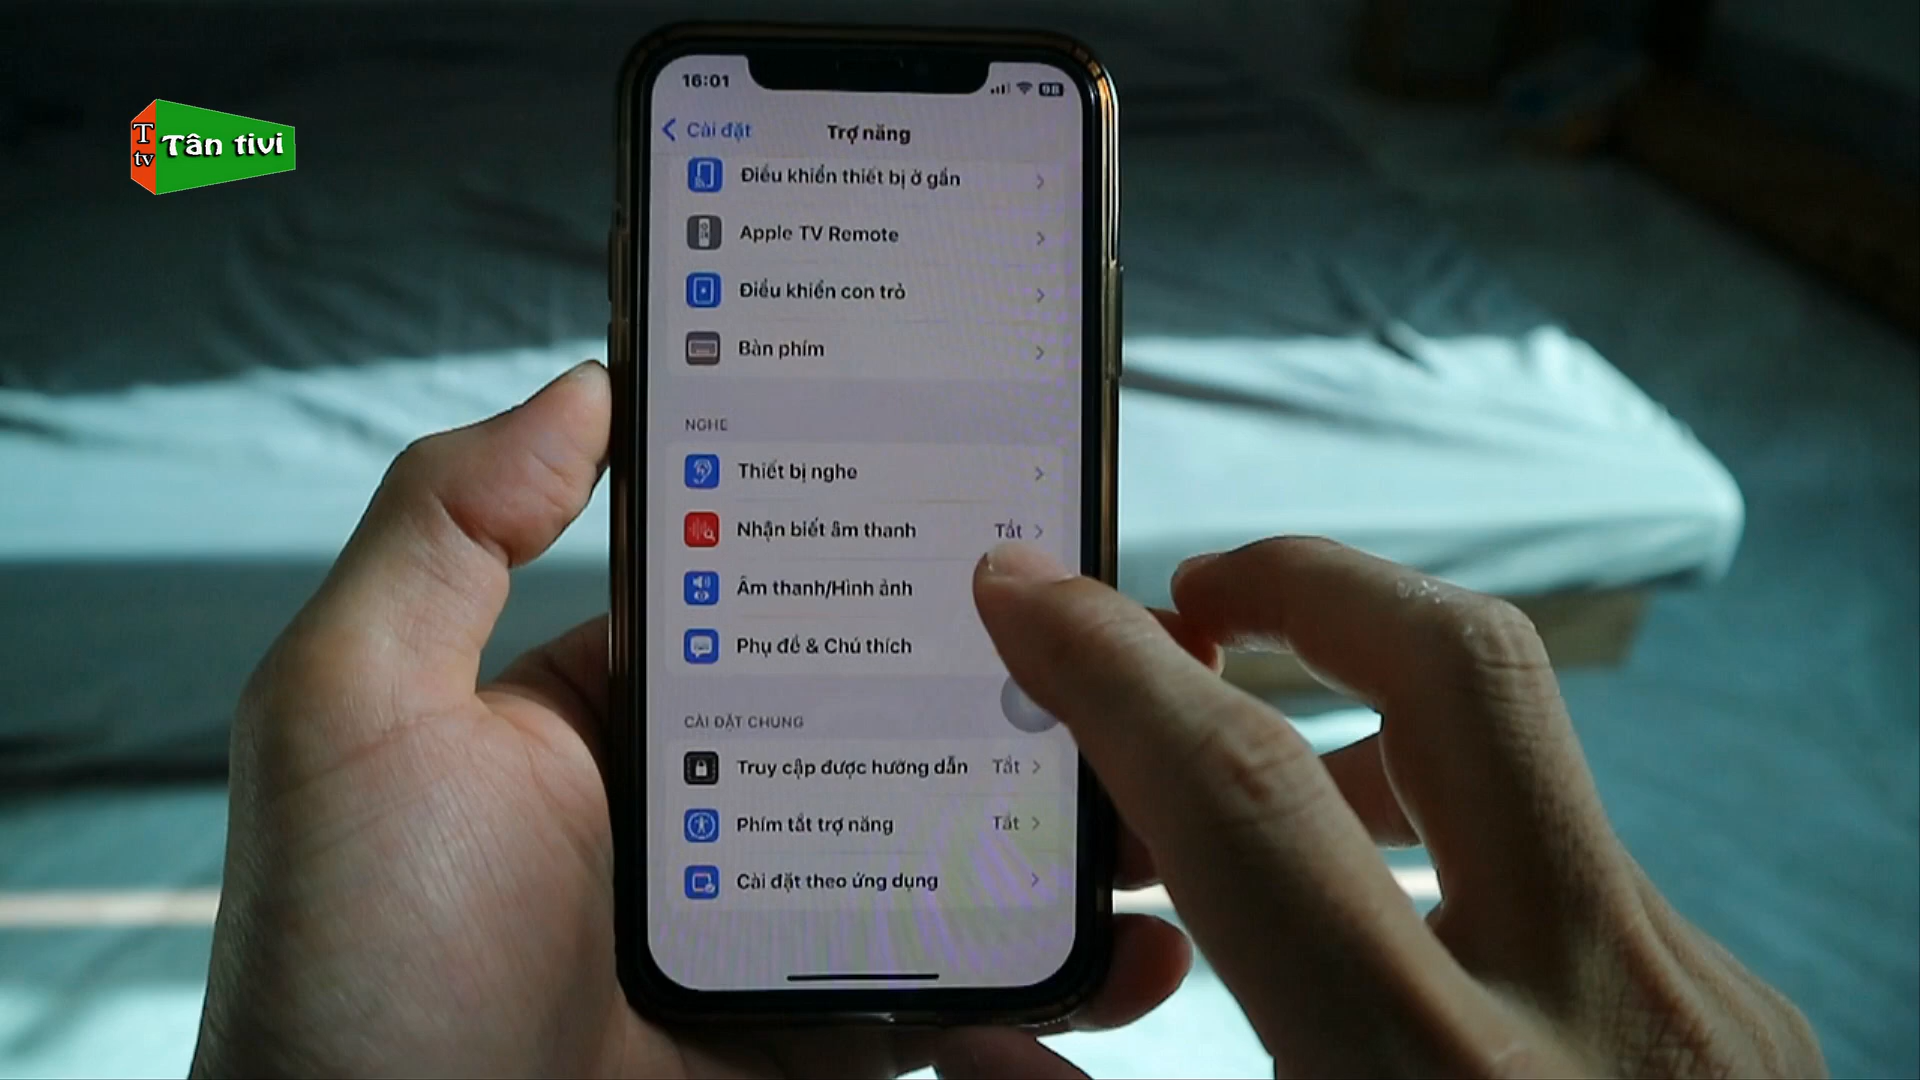 T
tv
Tân tivi
16:01
98
Cài đặt
Trợ năng
Điều khiển thiết bị ở gần
Apple TV Remote
Điều khiển con trỏ
Bàn phím
NGHE
Thiết bị nghe
Nhận biết âm thanh Tắt
Âm thanh/Hình ảnh
Phụ đề & Chú thích
CÀI ĐẶT CHUNG
Truy cập được hướng dẫn Tắt
Phím tắt trợ năng Tắt
Cài đặt theo ứng dụng